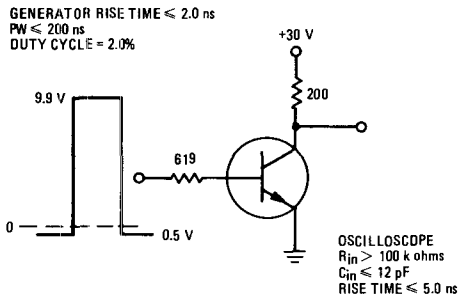 GENERATOR RISE TIME ≤ 2.0 ns
PW ≤ 200 ns
DUTY CYCLE = 2.0%
+30 V
200
9.9 V
619
0
0.5 V
OSCILLOSCOPE
Rin > 100 k ohms
Cin ≤ 12 pF
RISE TIME ≤ 5.0 ns